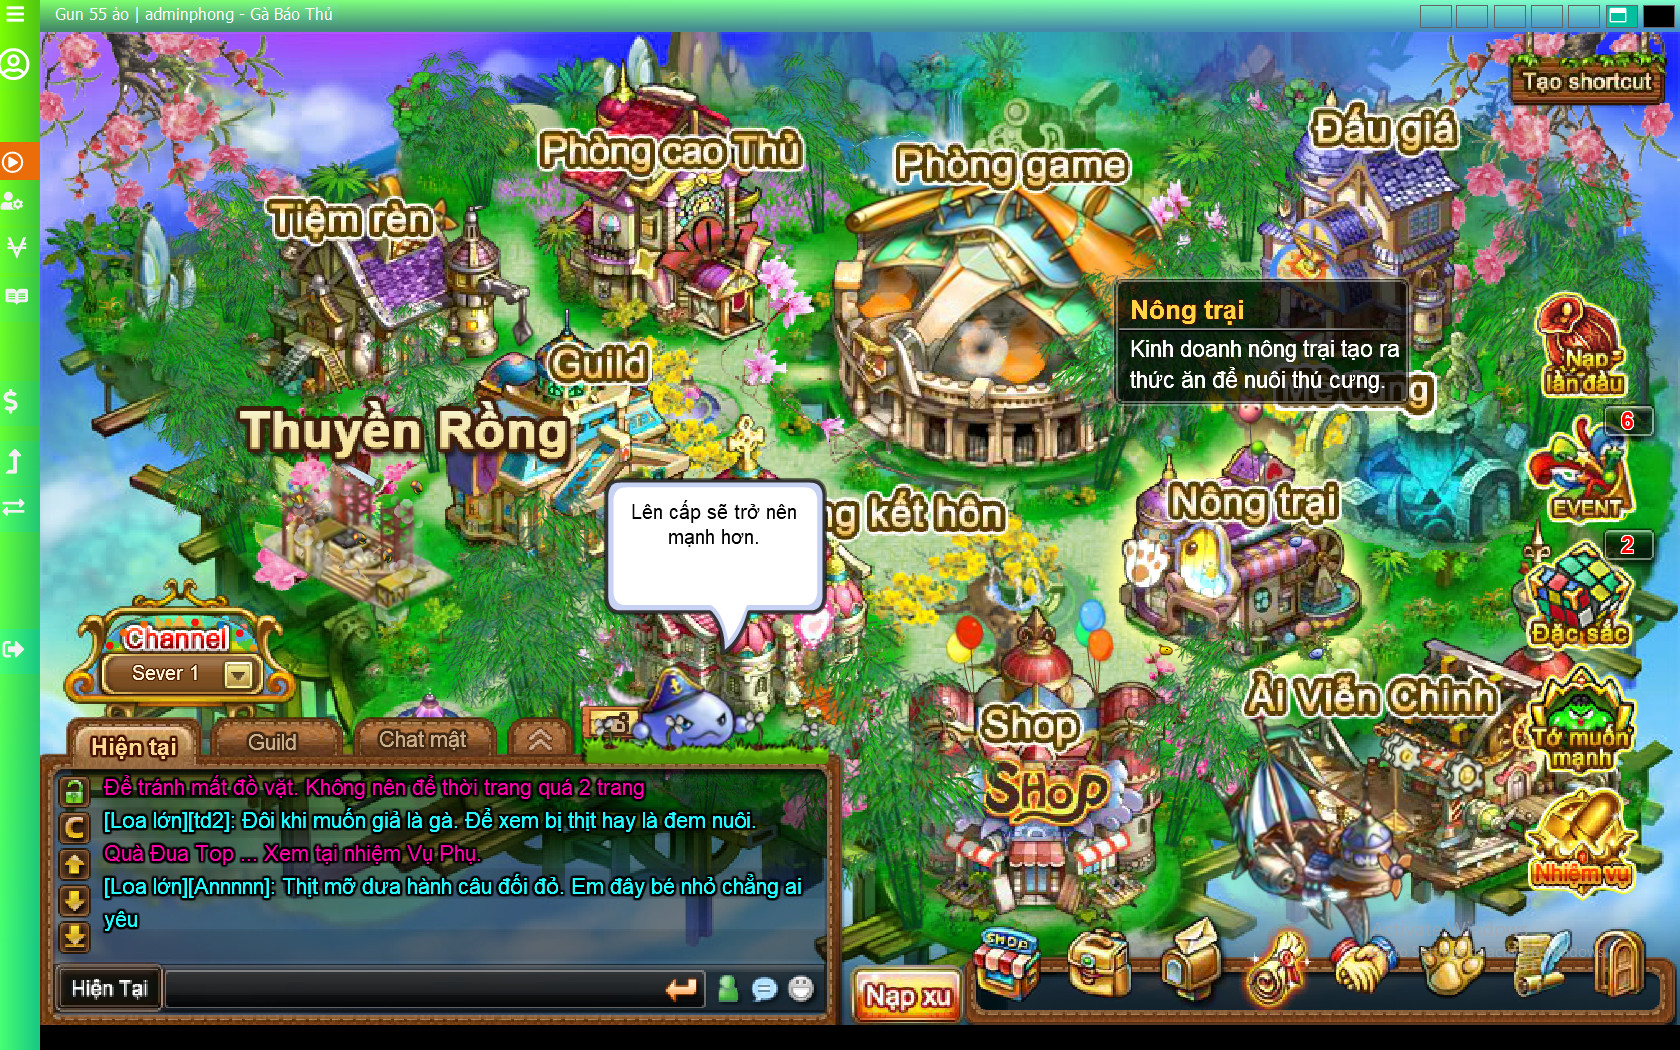 Gun 55 ảo | adminphong - Gà Báo Thủ
Tạo shortcut
Phòng cao Thủ
Phòng game
Đấu giá
Tiệm rèn
Nông trại
Kinh doanh nông trại tạo ra
thức ăn để nuôi thú cưng.
Nạp
lần đầu
Guild
Thuyền Rồng
6
EVENT
Lên cấp sẽ trở nên
mạnh hơn.
kết hôn
Nông trại
2
Đặc sắc
Channel
Sever 1
Ải Viễn Chinh
Shop
SHOP
Tớ muốn
mạnh
Hiện tại
Guild
Chat mật
Để tránh mất đồ vật. Không nên để thời trang quá 2 trang
[Loa lớn][td2]: Đôi khi muốn giả là gà. Để xem bị thịt hay là đem nuôi.
Quà Đua Top ... Xem tại nhiệm Vụ Phụ.
[Loa lớn][Annnnn]: Thịt mỡ dưa hành câu đối đỏ. Em đây bé nhỏ chẳng ai
yêu
Nhiệm vụ
SHOP
Hiện Tại
Nạp xu